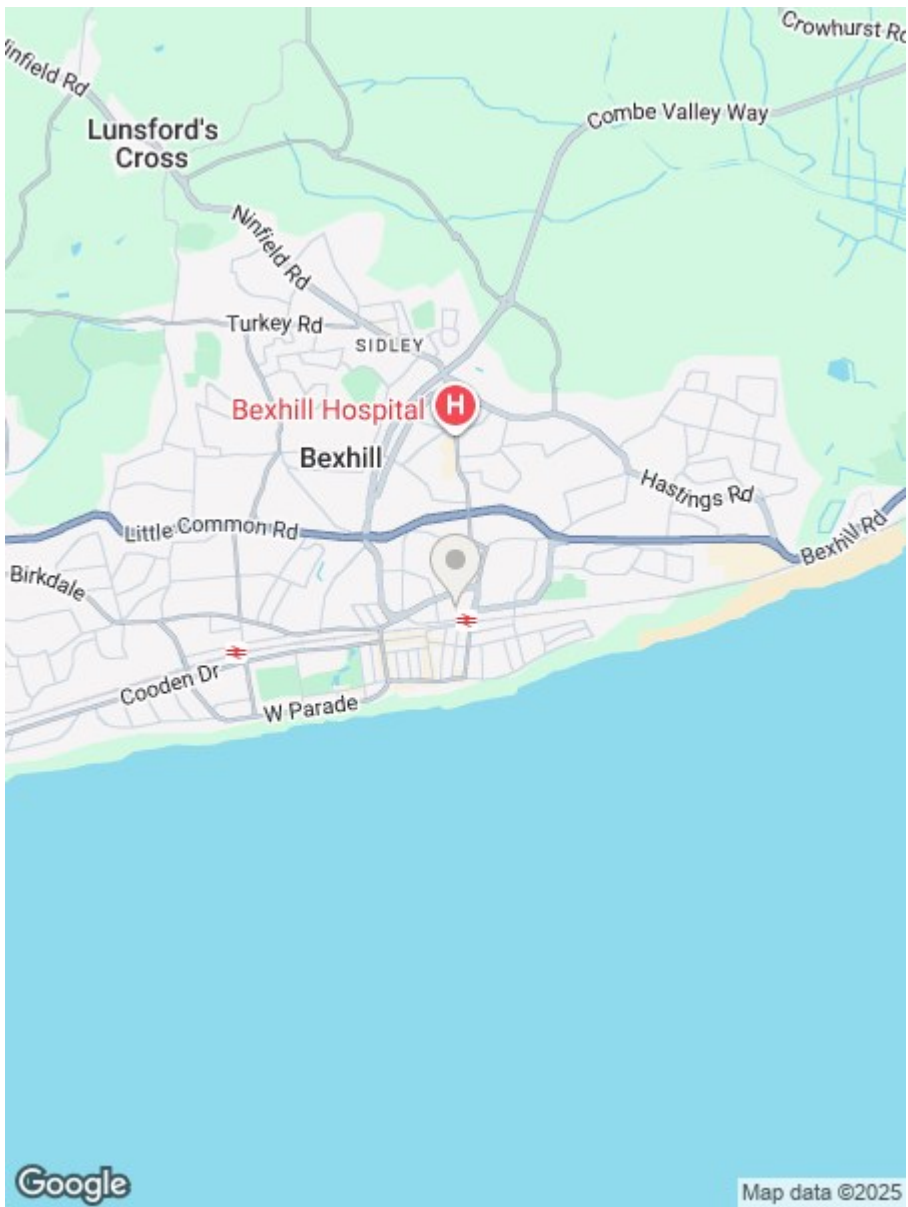 Crowhurst Rd
Ninfield Rd
Combe Valley Way
Lunsford's
Cross
Ninfield Rd
Turkey Rd
SIDLEY
Bexhill Hospital
H
Bexhill
Hastings Rd
Little Common Rd
Bexhill Rd
Birkdale
Cooden Dr
W Parade
Google
Map data ©2025